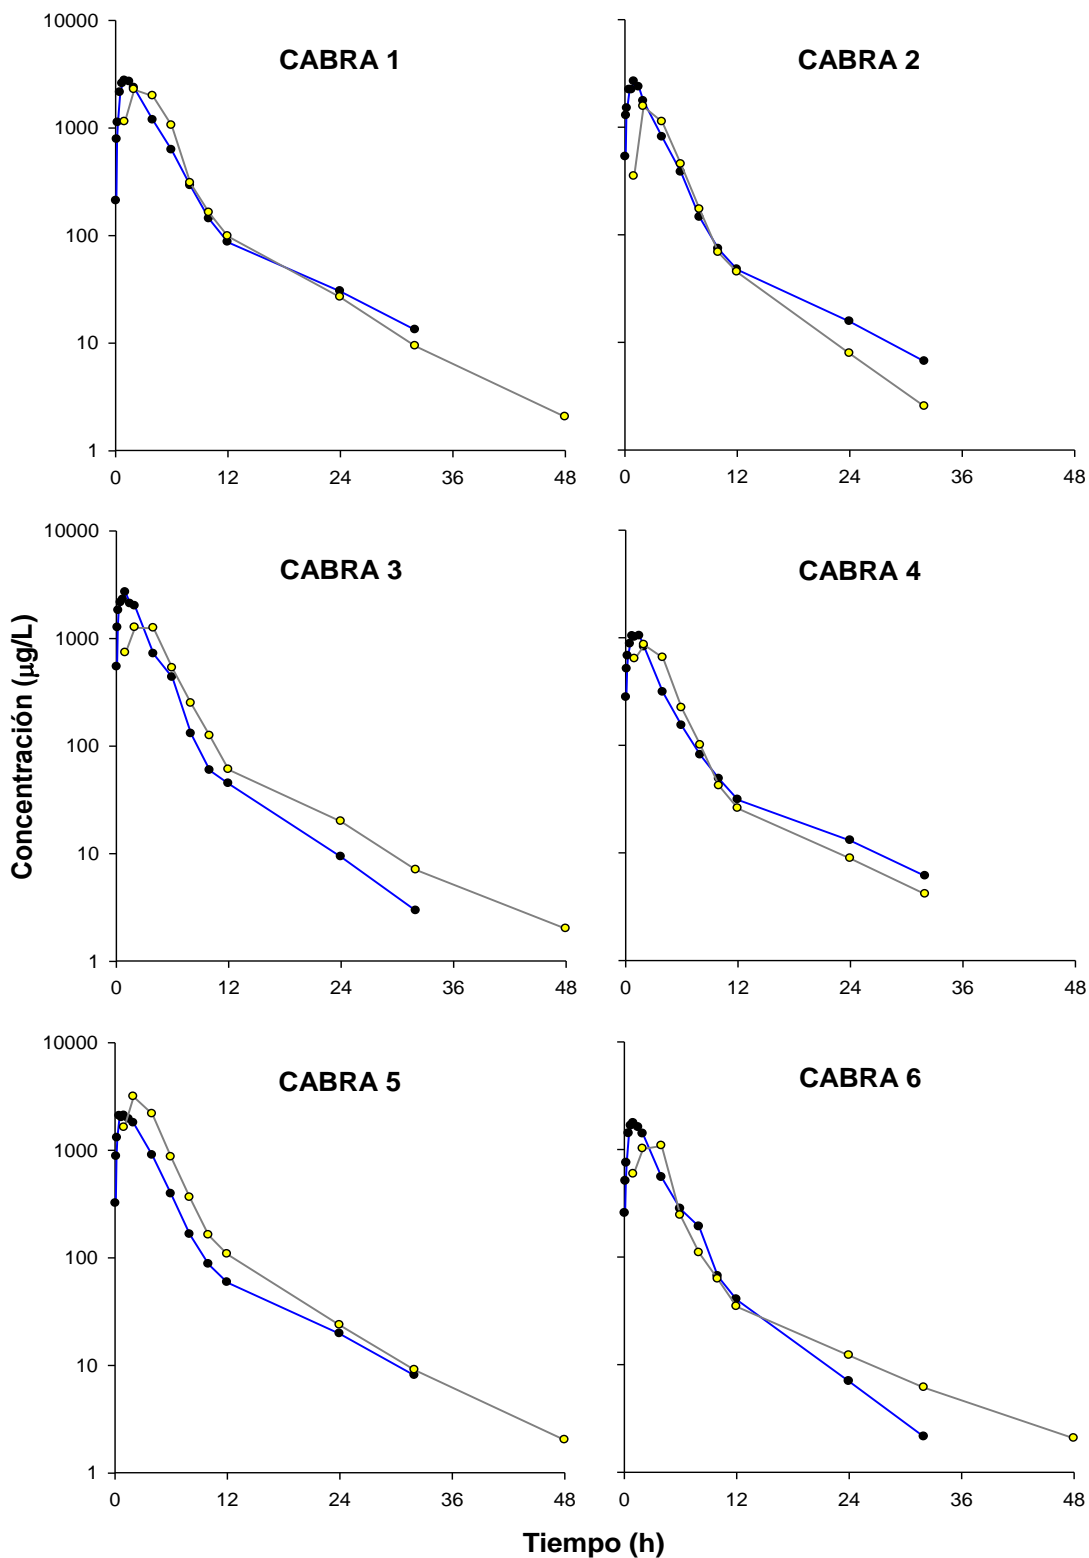 CABRA 1
10000
1000
100
10
1
0 12 24 36 48
CABRA 2
0 12 24 36 48
CABRA 3
10000
1000
100
10
1
0 12 24 36 48
CABRA 4
0 12 24 36 48
Concentración (µg/L)
CABRA 5
10000
1000
100
10
1
0 12 24 36 48
CABRA 6
0 12 24 36 48
Tiempo (h)